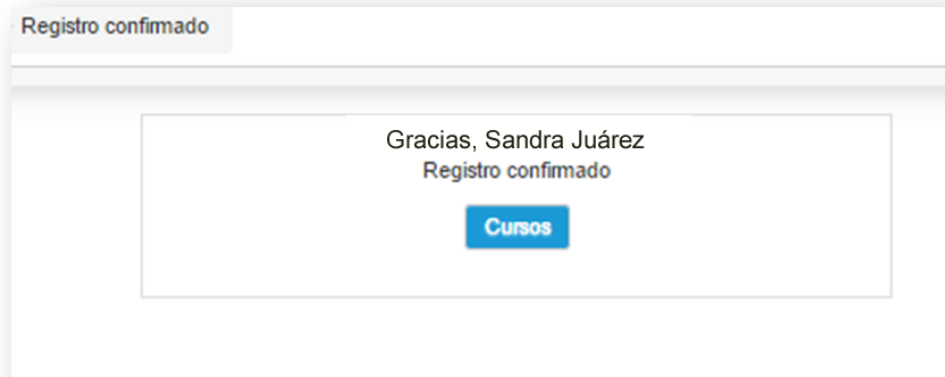 Registro confirmado
Gracias, Sandra Juárez
Registro confirmado
Cursos